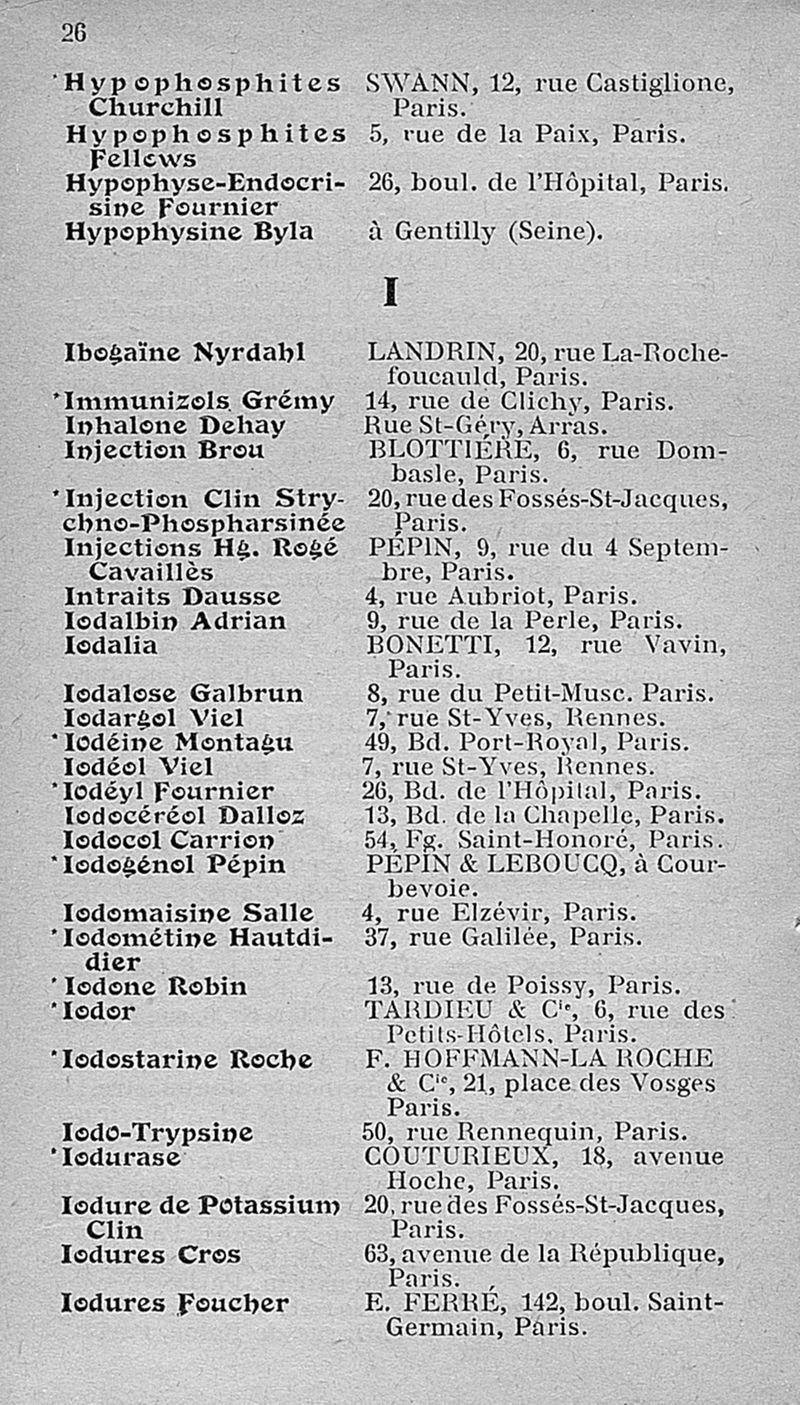 26
*Hypophosphites SWANN, 12, rue Castiglione,
Churchill Paris.
Hypophosphites 5, rue de la Paix, Paris.
Fellows
Hypophyse-Endocri- 26, boul. de l'Hôpital, Paris.
sine Fournier
Hypophysine Byla à Gentilly (Seine).
I
Ibogaïne Nyrdahl LANDRIN, 20, rue La-Roche-
foucauld, Paris.
*Immunizols Grémy 14, rue de Clichy, Paris.
Inhalone Dehay Rue St-Géry, Arras.
Injection Brou BLOTTIÉRE, 6, rue Dom-
basle, Paris.
*Injection Clin Stry- 20, rue des Fossés-St-Jacques,
chno-Phospharsinée Paris.
Injections Hg. Rogé PÉPIN, 9, rue du 4 Septem-
Cavaillès bre, Paris.
Intraits Dausse 4, rue Aubriot, Paris.
Iodalbin Adrian 9, rue de la Perle, Paris.
Iodalia BONETTI, 12, rue Vavin,
Paris.
Iodalose Galbrun 8, rue du Petit-Musc. Paris.
Iodargol Viel 7, rue St-Yves, Rennes.
*Iodéine Montagu 49, Bd. Port-Royal, Paris.
Iodéol Viel 7, rue St-Yves, Rennes.
*Iodéyl Fournier 26, Bd. de l'Hôpital, Paris.
Iodocéréol Dalloz 13, Bd. de la Chapelle, Paris.
Iodocol Carrion 54, Fg. Saint-Honoré, Paris.
*Iodogénol Pépin PÉPIN & LEBOUCQ, à Cour-
bevoie.
Iodomaisine Salle 4, rue Elzévir, Paris.
*Iodométine Hautdi- 37, rue Galilée, Paris.
dier
*Iodone Robin 13, rue de Poissy, Paris.
*Iodor TARDIEU & Cie, 6, rue des
Petits-Hôtels, Paris.
*Iodostarine Roche F. HOFFMANN-LA ROCHE
& Cie, 21, place des Vosges
Paris.
Iodo-Trypsine 50, rue Rennequin, Paris.
*Iodurase COUTURIEUX, 18, avenue
Hoche, Paris.
Iodure de Potassium 20, rue des Fossés-St-Jacques,
Clin Paris.
Iodures Cros 63, avenue de la République,
Paris.
Iodures Foucher E. FERRÉ, 142, boul. Saint-
Germain, Paris.